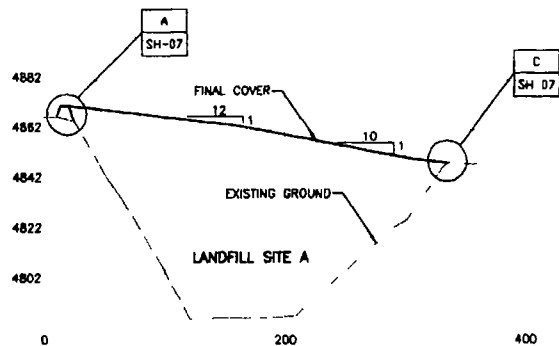 A
SH-07
C
SH 07
4882
FINAL COVER
12
1
4862
10
1
4842
EXISTING GROUND
4822
LANDFILL SITE A
4802
0
200
400